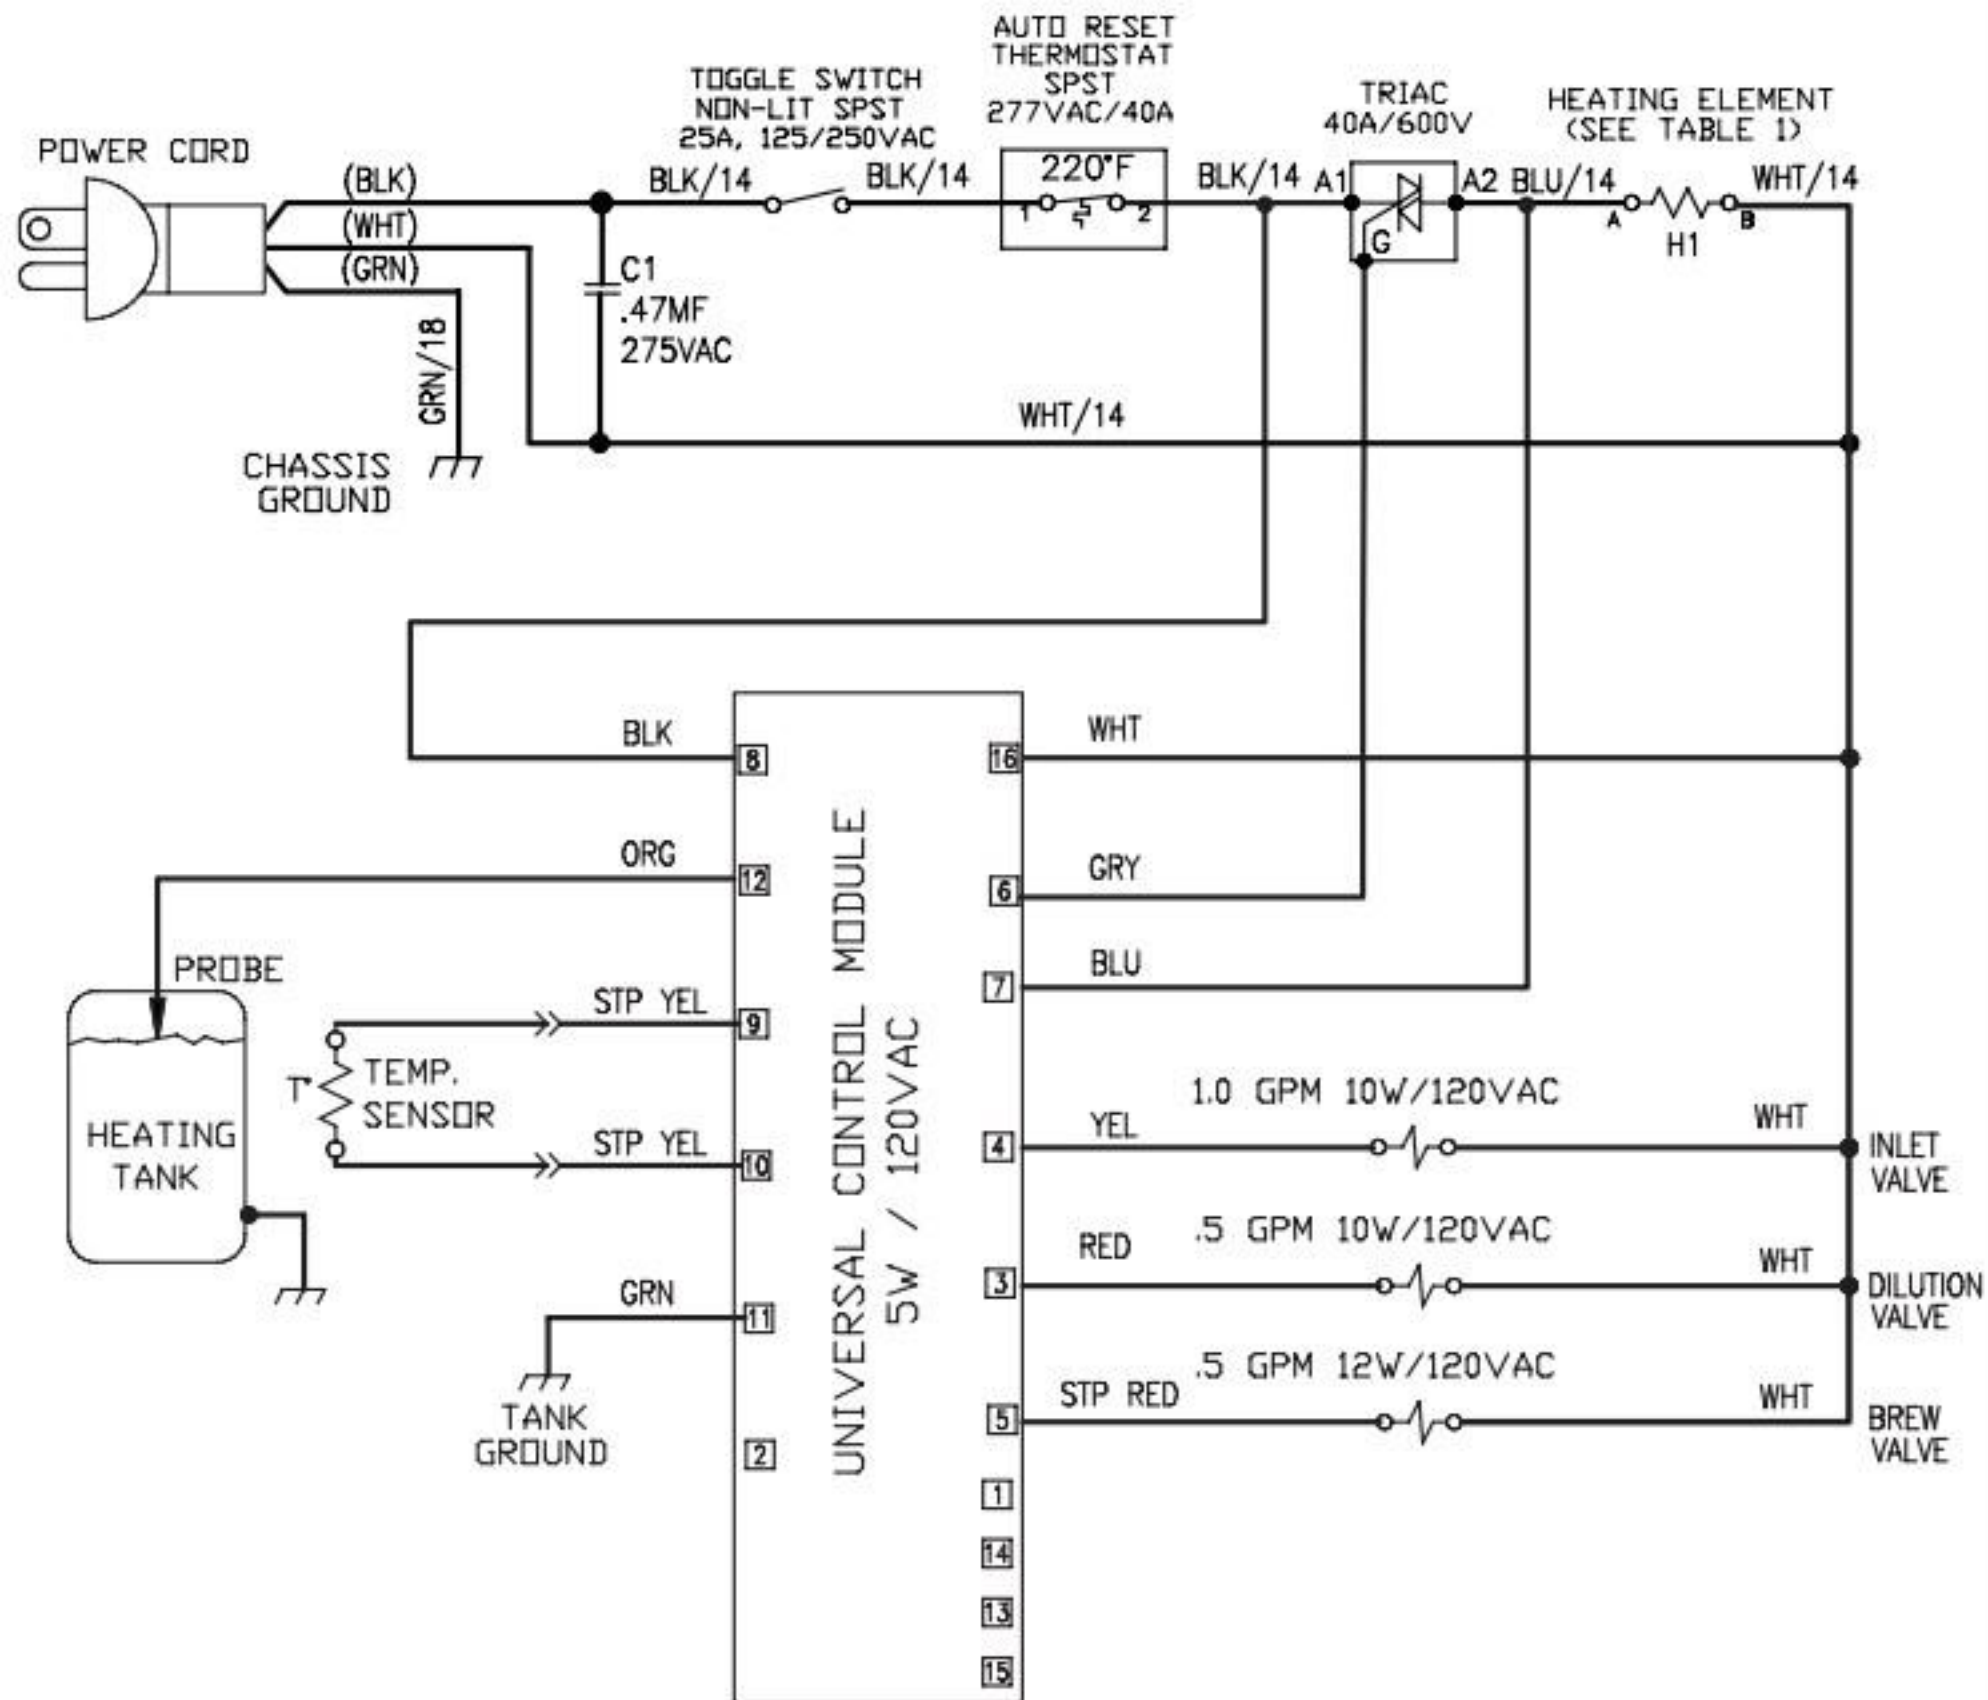 AUTO RESET
THERMOSTAT
SPST
277VAC/40A
TOGGLE SWITCH
NON-LIT SPST
25A, 125/250VAC
TRIAC
40A/600V
HEATING ELEMENT
(SEE TABLE 1)
POWER CORD
(BLK)
(WHT)
(GRN)
GRN/18
BLK/14
BLK/14
220°F
1
2
BLK/14
A1
A2
G
BLU/14
A
H1
B
WHT/14
C1
.47MF
275VAC
WHT/14
CHASSIS
GROUND
BLK
8
16
WHT
ORG
12
6
GRY
PROBE
7
BLU
STP YEL
9
T°
TEMP.
SENSOR
HEATING
TANK
STP YEL
10
UNIVERSAL CONTROL MODULE
5W / 120VAC
1.0 GPM 10W/120VAC
4
YEL
WHT
INLET
VALVE
.5 GPM 10W/120VAC
3
RED
WHT
DILUTION
VALVE
GRN
11
TANK
GROUND
.5 GPM 12W/120VAC
5
STP RED
WHT
BREW
VALVE
2
1
14
13
15